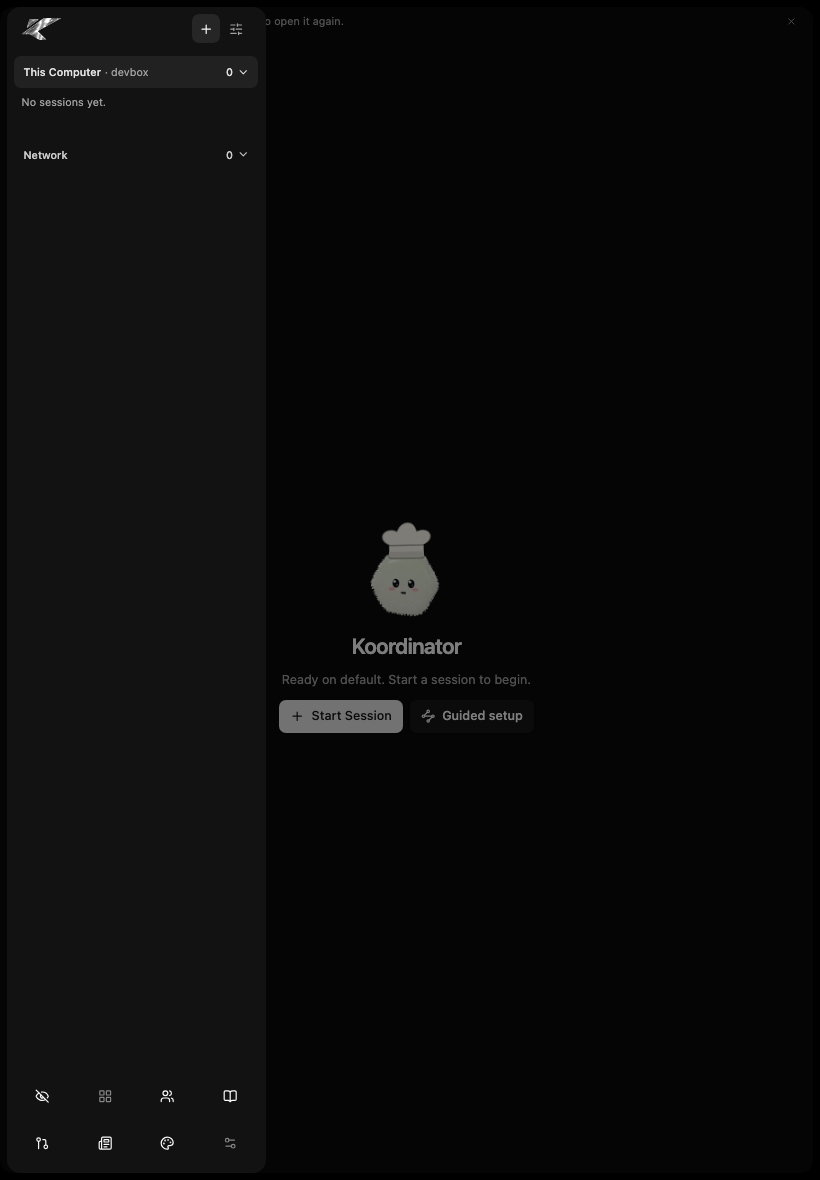 o open it again.
This Computer · devbox 0
No sessions yet.
Network 0
Koordinator
Ready on default. Start a session to begin.
Start Session
Guided setup